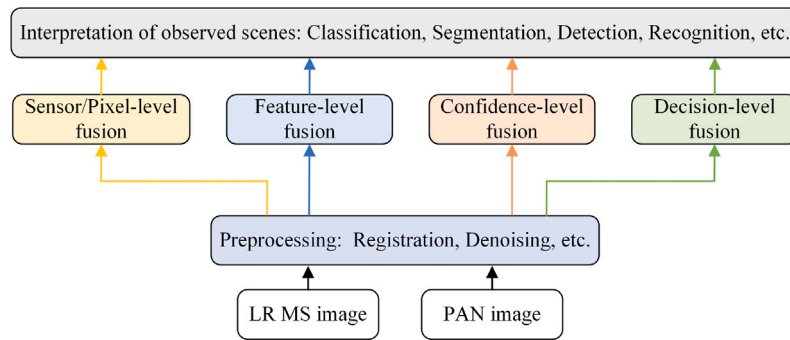 Interpretation of observed scenes: Classification, Segmentation, Detection, Recognition, etc.
Sensor/Pixel-level
fusion
Feature-level
fusion
Confidence-level
fusion
Decision-level
fusion
Preprocessing: Registration, Denoising, etc.
LR MS image
PAN image